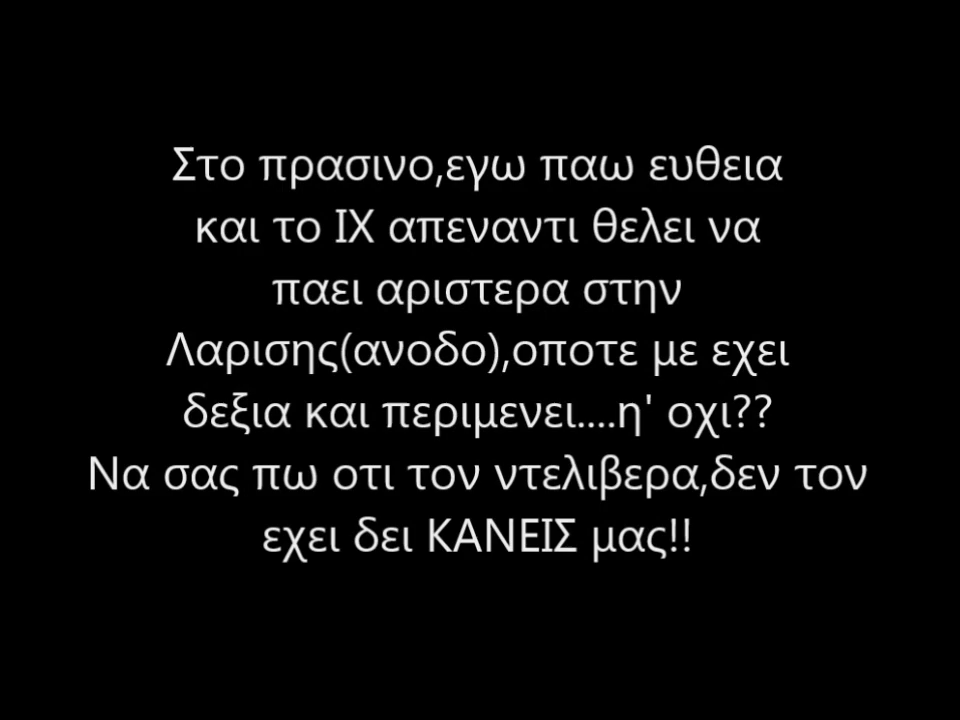 Στο πρασινο,εγω παω ευθεια
και το ΙΧ απεναντι θελει να
παει αριστερα στην
Λαρισης(ανοδο),οποτε με εχει
δεξια και περιμενει....η' οχι??
Να σας πω οτι τον ντελιβερα,δεν τον
εχει δει ΚΑΝΕΙΣ μας!!